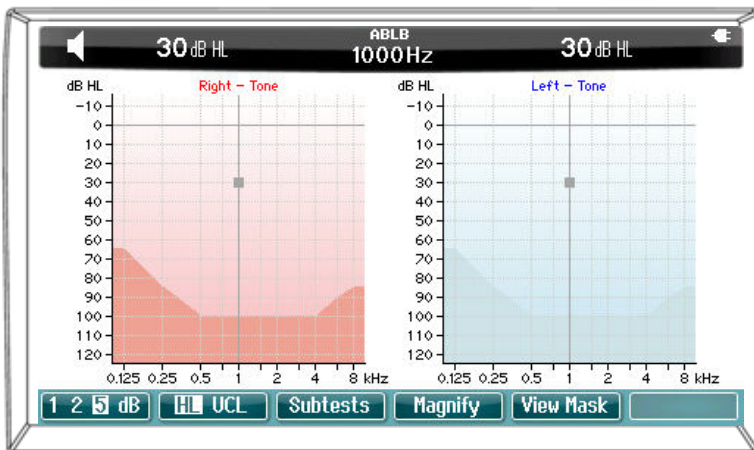 ABLB
30 dB HL 1000Hz 30 dB HL
dB HL Right - Tone dB HL Left - Tone
-10 -10
0 0
10 10
20 20
30 30
40 40
50 50
60 60
70 70
80 80
90 90
100 100
110 110
120 120
0.125 0.25 0.5 1 2 4 8 kHz 0.125 0.25 0.5 1 2 4 8 kHz
1 2 5 dB HL UCL Subtests Magnify View Mask